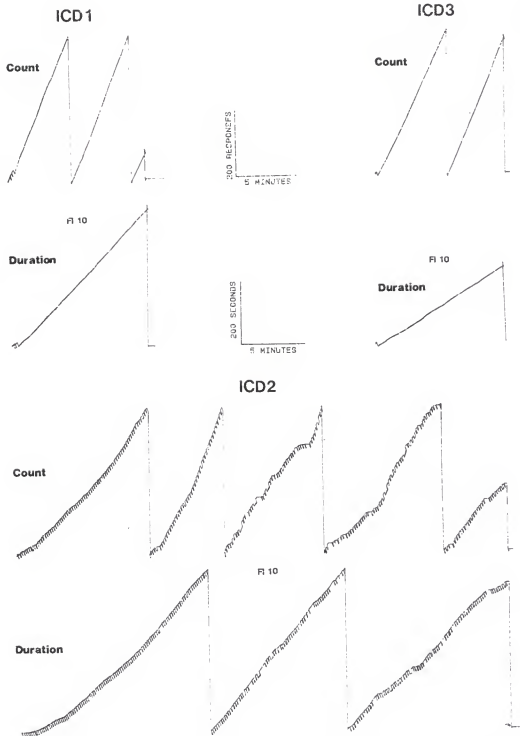 ICD1
ICD3
Count
Count
200 RESPONSES
5 MINUTES
FI 10
FI 10
Duration
Duration
200 SECONDS
5 MINUTES
ICD2
Count
FI 10
Duration